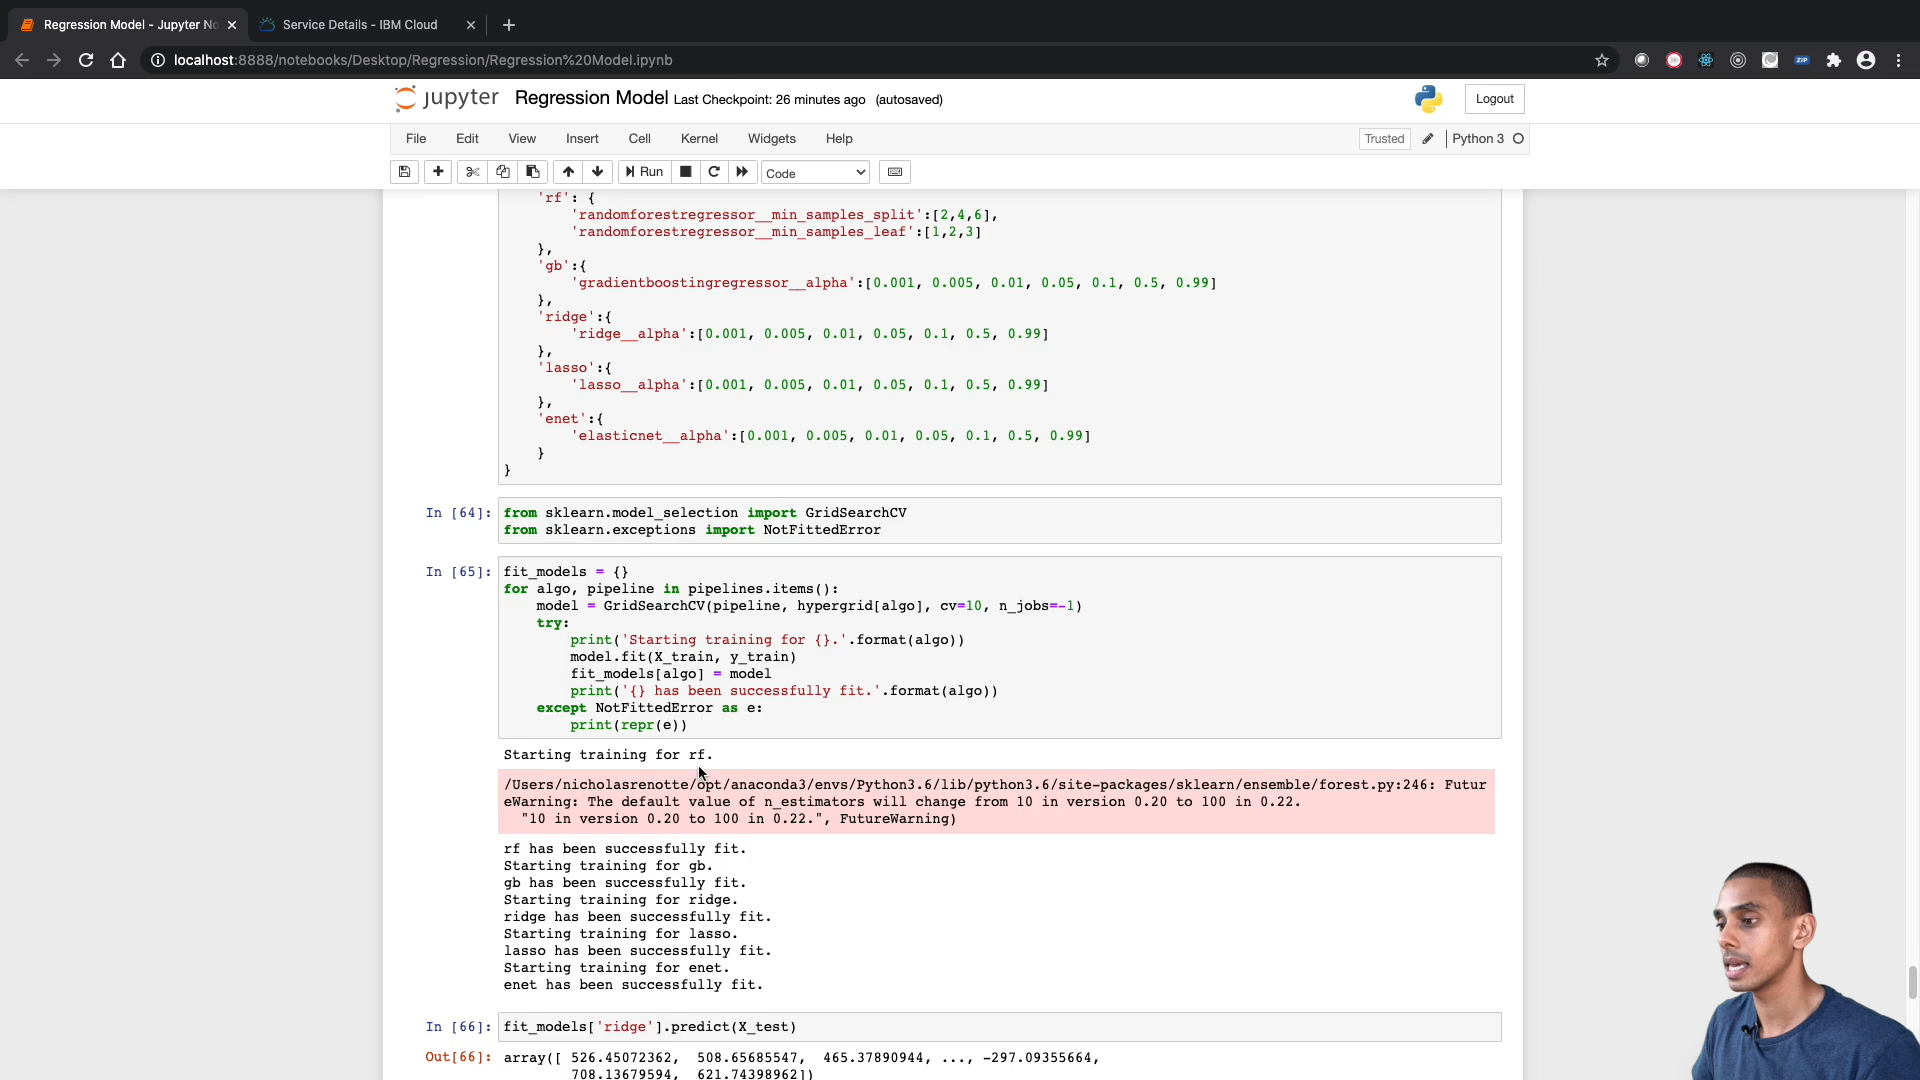 Regression Model - Jupyter No
Service Details - IBM Cloud
localhost:8888/notebooks/Desktop/Regression/Regression%20Model.ipynb
ZIP
jupyter Regression Model Last Checkpoint: 26 minutes ago (autosaved)
Logout
File Edit View Insert Cell Kernel Widgets Help
Trusted Python 3
Run Code
'rf': {
'randomforestregressor__min_samples_split':[2,4,6],
'randomforestregressor__min_samples_leaf':[1,2,3]
},
'gb':{
'gradientboostingregressor__alpha':[0.001, 0.005, 0.01, 0.05, 0.1, 0.5, 0.99]
},
'ridge':{
'ridge__alpha':[0.001, 0.005, 0.01, 0.05, 0.1, 0.5, 0.99]
},
'lasso':{
'lasso__alpha':[0.001, 0.005, 0.01, 0.05, 0.1, 0.5, 0.99]
},
'enet':{
'elasticnet__alpha':[0.001, 0.005, 0.01, 0.05, 0.1, 0.5, 0.99]
}
}
In [64]: from sklearn.model_selection import GridSearchCV
from sklearn.exceptions import NotFittedError
In [65]: fit_models = {}
for algo, pipeline in pipelines.items():
model = GridSearchCV(pipeline, hypergrid[algo], cv=10, n_jobs=-1)
try:
print('Starting training for {}.'.format(algo))
model.fit(X_train, y_train)
fit_models[algo] = model
print('{} has been successfully fit.'.format(algo))
except NotFittedError as e:
print(repr(e))
Starting training for rf.
/Users/nicholasrenotte/opt/anaconda3/envs/Python3.6/lib/python3.6/site-packages/sklearn/ensemble/forest.py:246: Futur
eWarning: The default value of n_estimators will change from 10 in version 0.20 to 100 in 0.22.
"10 in version 0.20 to 100 in 0.22.", FutureWarning)
rf has been successfully fit.
Starting training for gb.
gb has been successfully fit.
Starting training for ridge.
ridge has been successfully fit.
Starting training for lasso.
lasso has been successfully fit.
Starting training for enet.
enet has been successfully fit.
In [66]: fit_models['ridge'].predict(X_test)
Out[66]: array([ 526.45072362, 508.65685547, 465.37890944, ..., -297.09355664,
708.13679594, 621.74398962])